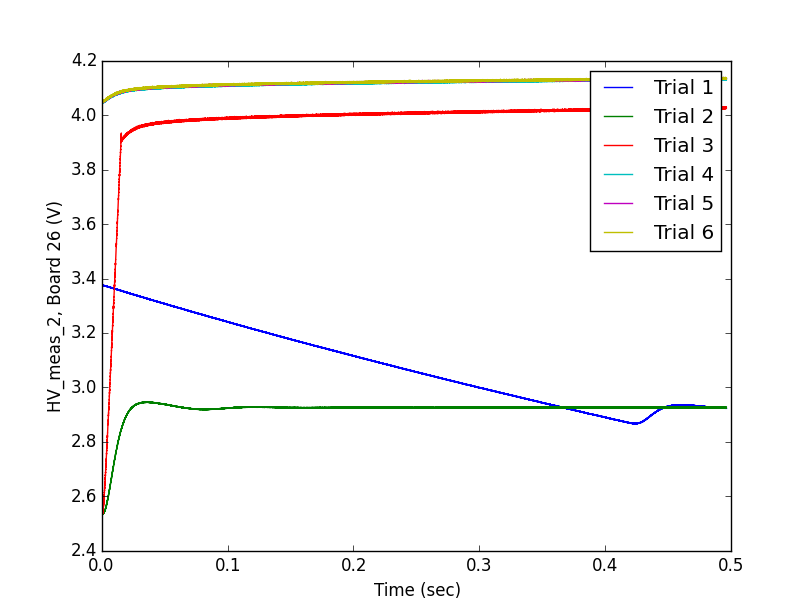 4.2
4.0
3.8
3.6
3.4
3.2
3.0
2.8
2.6
2.4
HV_meas_2, Board 26 (V)
Trial 1
Trial 2
Trial 3
Trial 4
Trial 5
Trial 6
0.0 0.1 0.2 0.3 0.4 0.5
Time (sec)